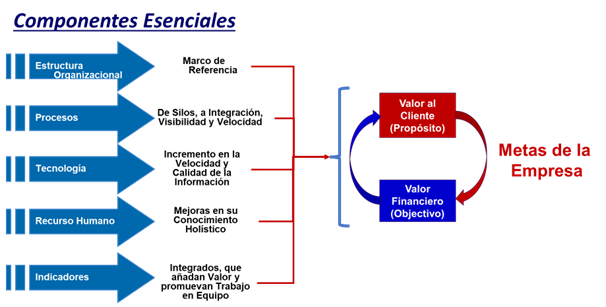 Componentes Esenciales
Estructura
Organizacional
Marco de
Referencia
Procesos
De Silos, a Integración,
Visibilidad y Velocidad
Tecnología
Incremento en la
Velocidad y
Calidad de la
Información
Recurso Humano
Mejoras en su
Conocimiento
Holístico
Indicadores
Integrados, que
añadan Valor y
promuevan Trabajo
en Equipo
Valor al
Cliente
(Propósito)
Valor
Financiero
(Objectivo)
Metas de la
Empresa